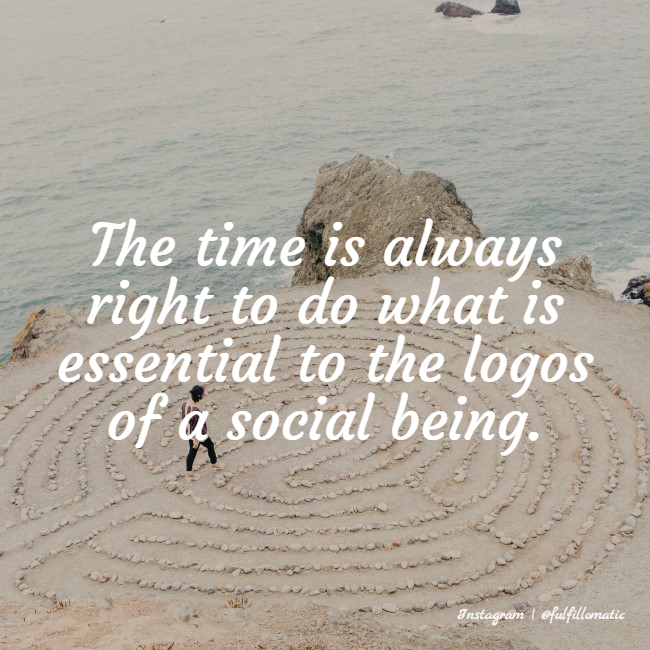 The time is always
right to do what is
essential to the logos
of a social being.
Instagram | @fulfillomatic